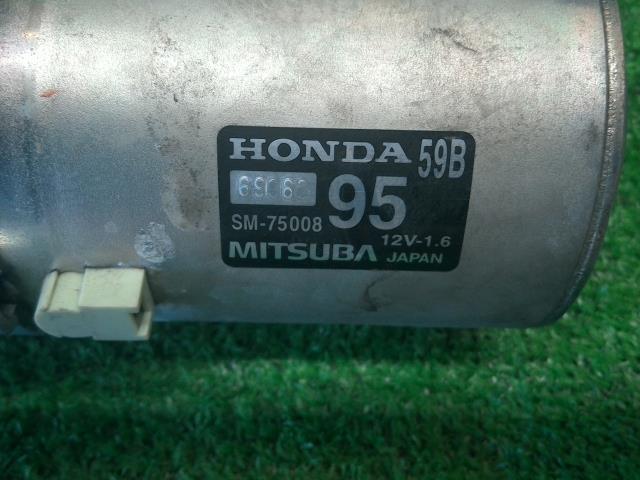 HONDA 59B
95
SM-75008
12V-1.6
MITSUBA JAPAN